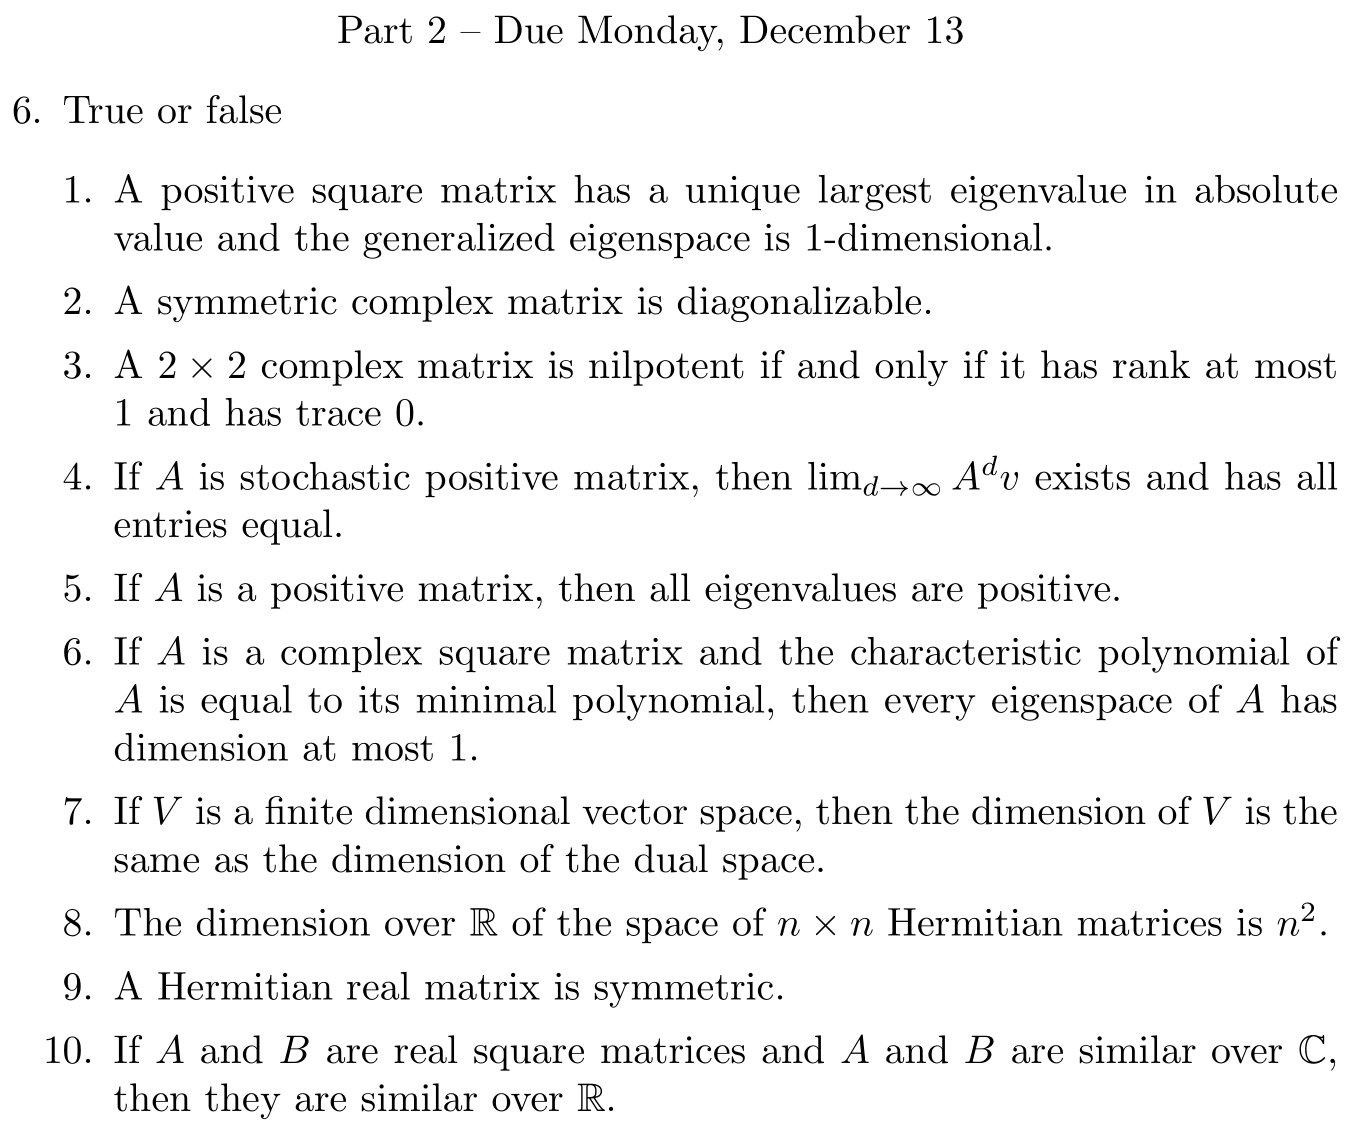 Part 2 – Due Monday, December 13
6. True or false
1. A positive square matrix has a unique largest eigenvalue in absolute
value and the generalized eigenspace is 1-dimensional.
2. A symmetric complex matrix is diagonalizable.
3. A 2 × 2 complex matrix is nilpotent if and only if it has rank at most
1 and has trace 0.
4. If A is stochastic positive matrix, then lim_{d→∞} A^d v exists and has all
entries equal.
5. If A is a positive matrix, then all eigenvalues are positive.
6. If A is a complex square matrix and the characteristic polynomial of
A is equal to its minimal polynomial, then every eigenspace of A has
dimension at most 1.
7. If V is a finite dimensional vector space, then the dimension of V is the
same as the dimension of the dual space.
8. The dimension over ℝ of the space of n × n Hermitian matrices is n².
9. A Hermitian real matrix is symmetric.
10. If A and B are real square matrices and A and B are similar over ℂ,
then they are similar over ℝ.